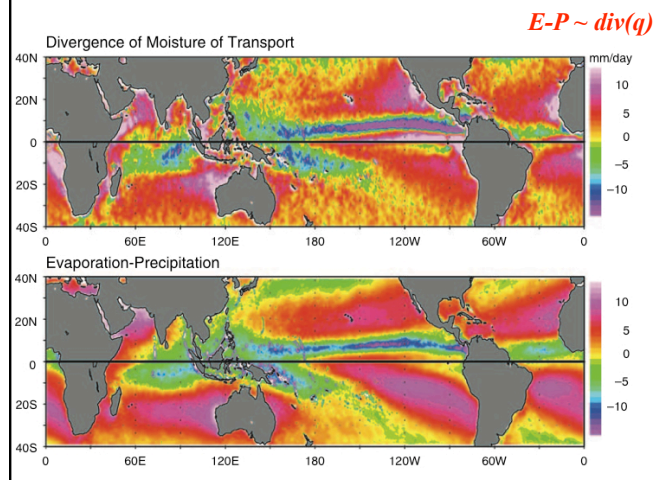 E-P ~ div(q)
Divergence of Moisture of Transport
mm/day
40N
20N
0
20S
40S
10
5
0
−5
−10
60E 120E 180 120W 60W 0
Evaporation-Precipitation
40N
20N
0
20S
40S
10
5
0
−5
−10
0 60E 120E 180 120W 60W 0